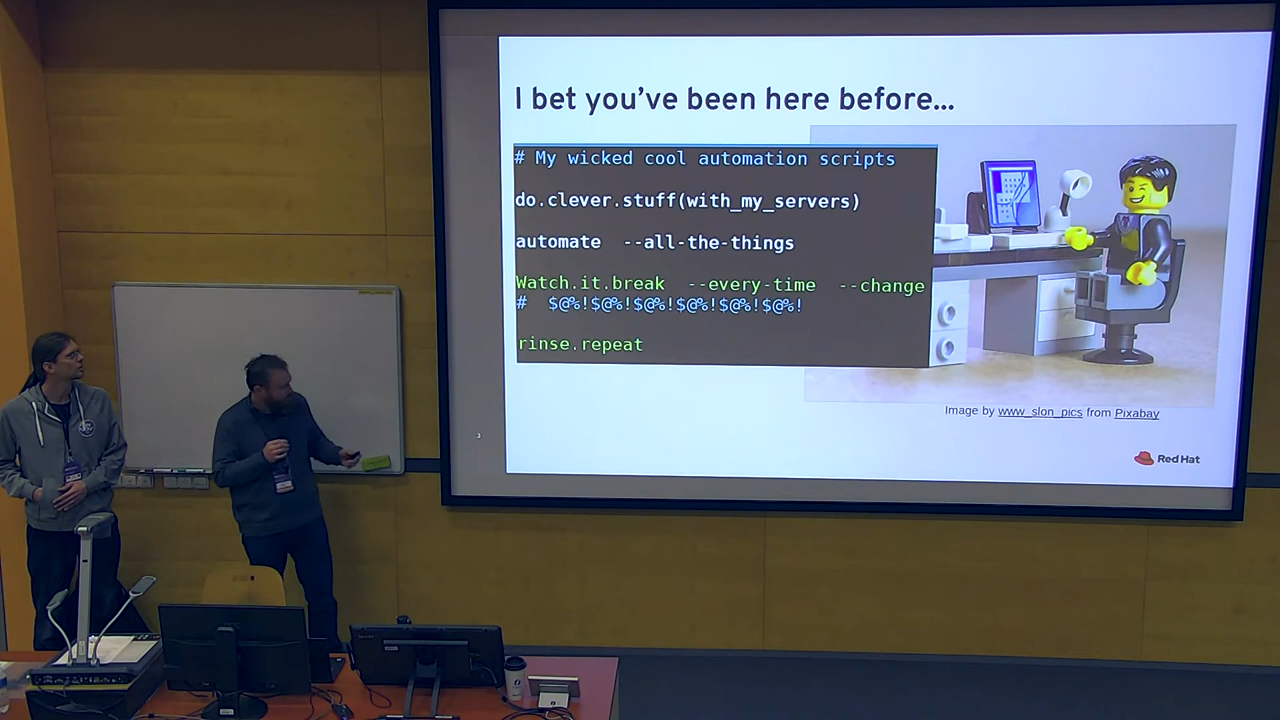 I bet you've been here before...
# My wicked cool automation scripts
do.clever.stuff(with_my_servers)
automate --all-the-things
Watch.it.break --every-time --change
# $@%!$@%!$@%!$@%!$@%!$@%!
rinse.repeat
Image by www_slon_pics from Pixabay
3
Red Hat